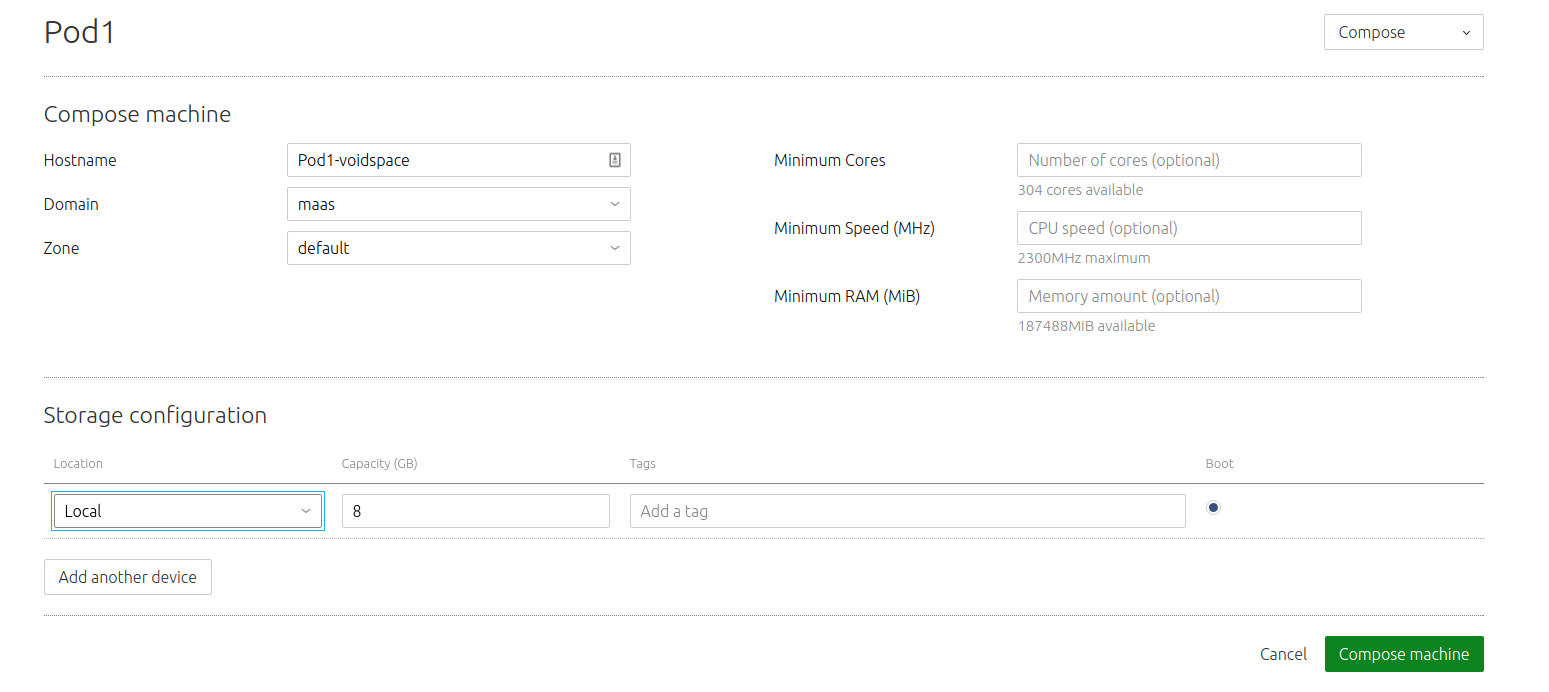 Pod1
Compose
Compose machine
Hostname
Pod1-voidspace
Domain
maas
Zone
default
Minimum Cores
Number of cores (optional)
304 cores available
Minimum Speed (MHz)
CPU speed (optional)
2300MHz maximum
Minimum RAM (MiB)
Memory amount (optional)
187488MIB available
Storage configuration
Location Capacity (GB) Tags Boot
Local 8 Add a tag
Add another device
Cancel Compose machine